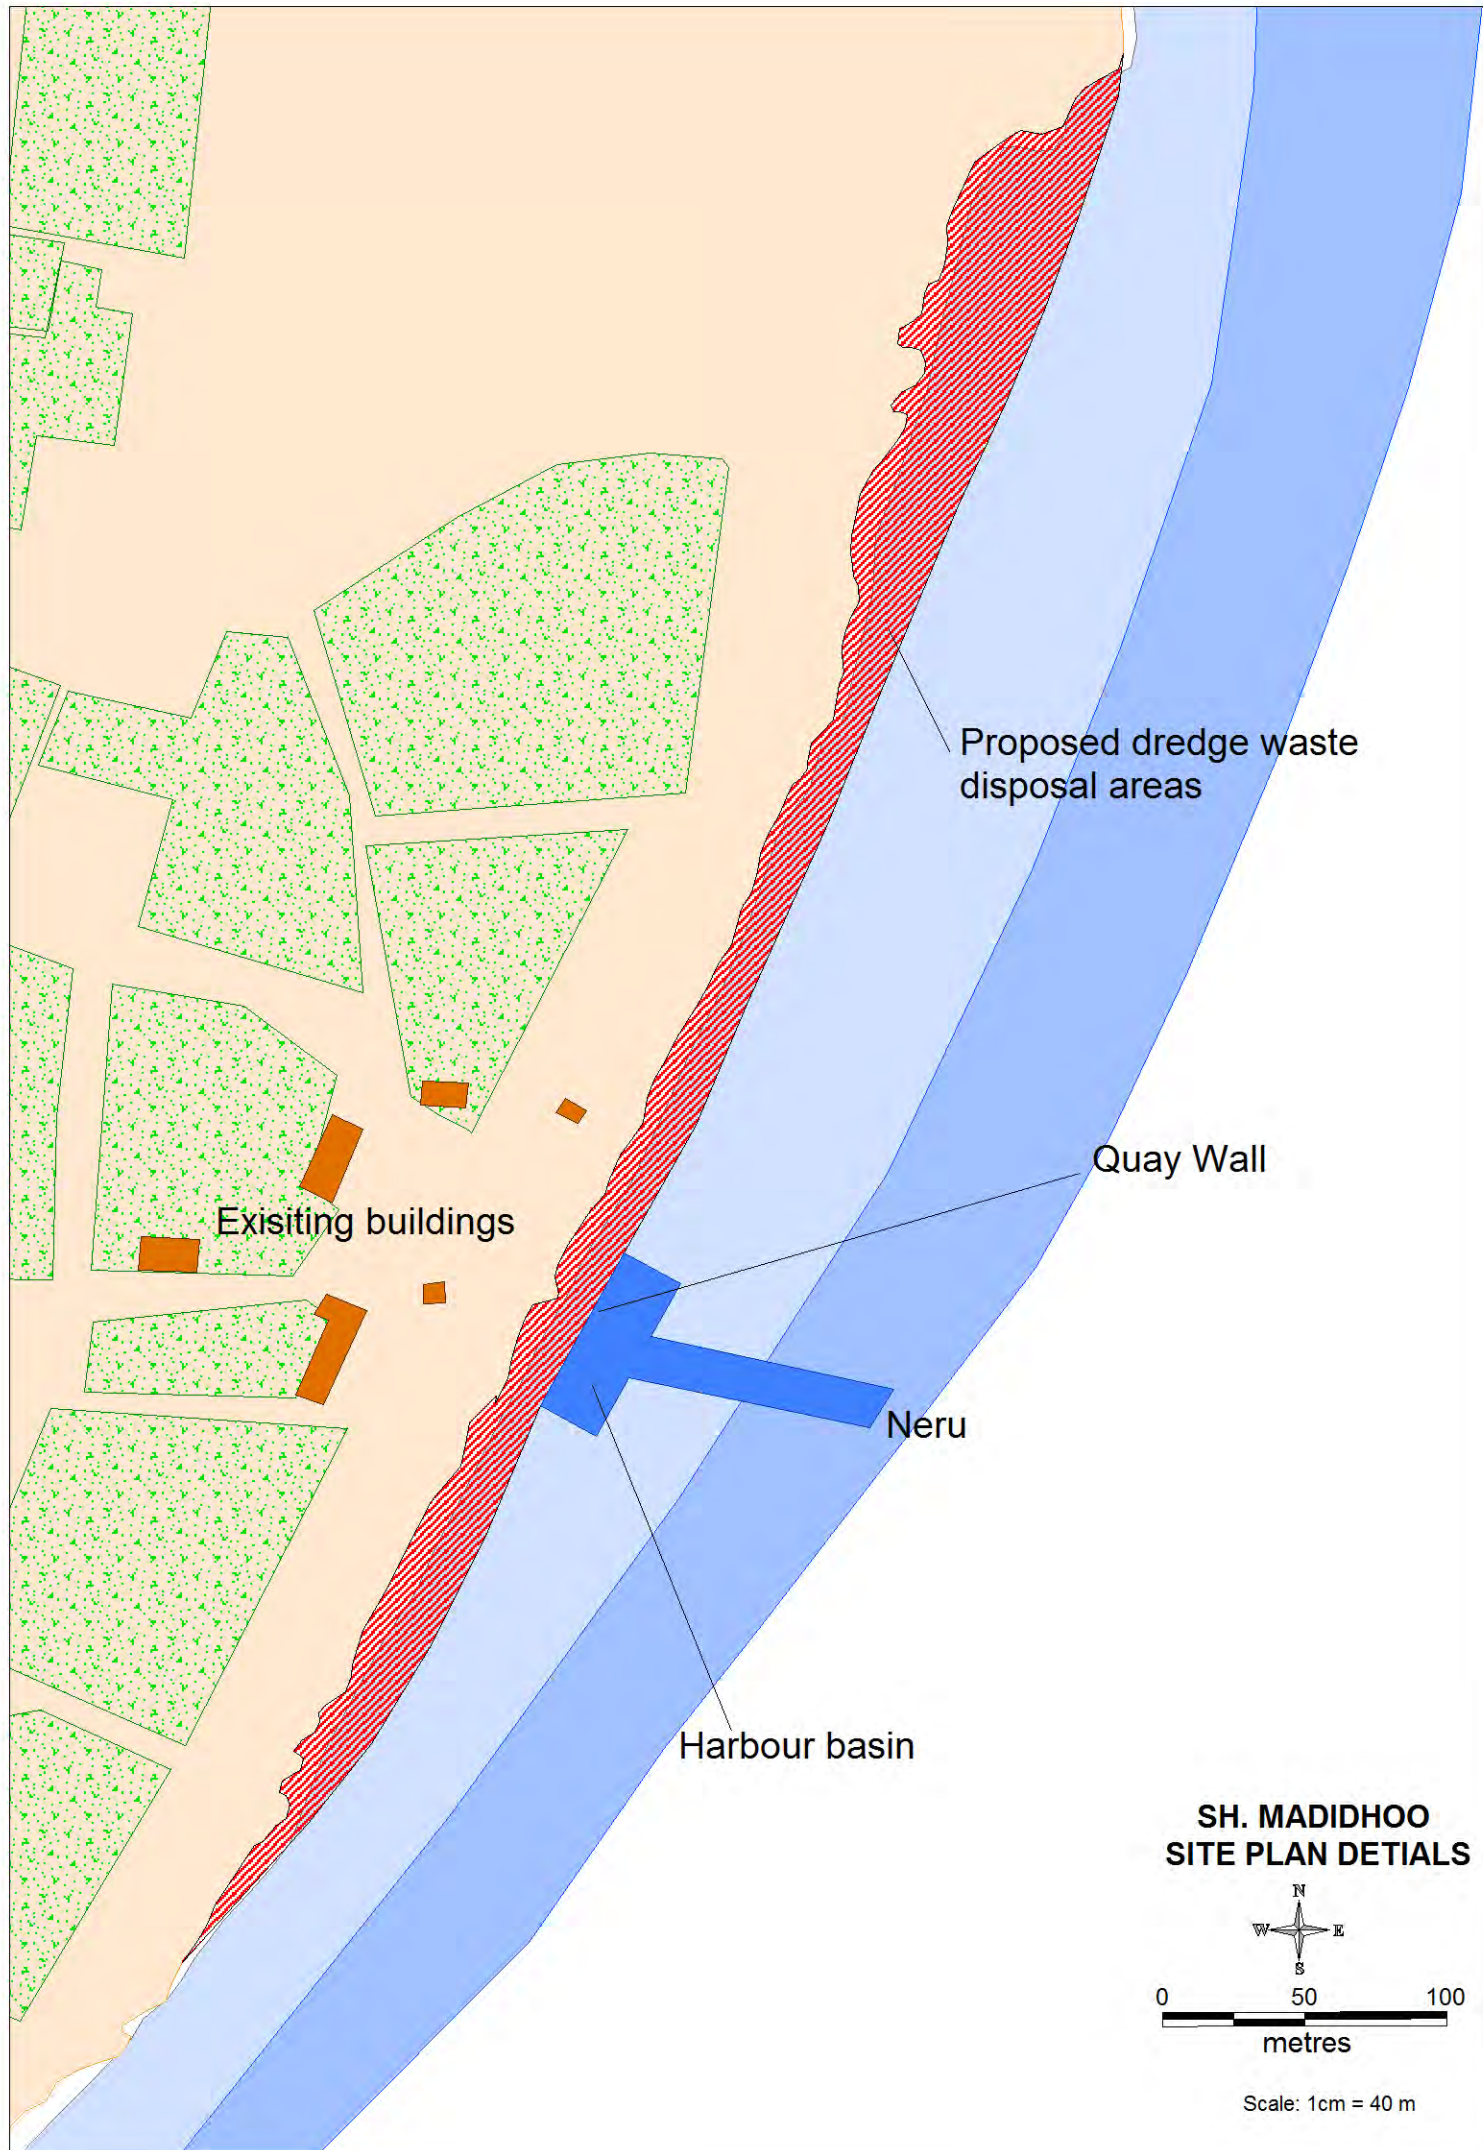 Proposed dredge waste
disposal areas
Quay Wall
Exisiting buildings
Neru
Harbour basin
SH. MADIDHOO
SITE PLAN DETIALS
N
W E
S
0 50 100
metres
Scale: 1cm = 40 m